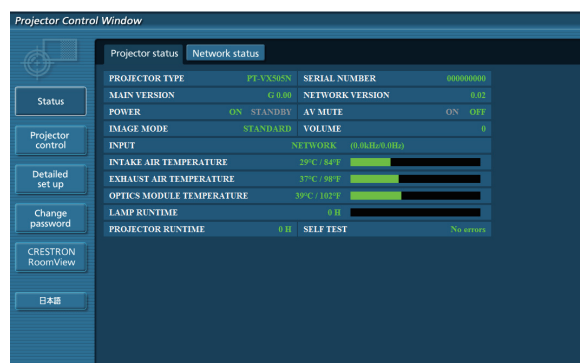 Projector Control Window
Projector status Network status
Status
Projector control
Detailed set up
Change password
CRESTRON RoomView
日本語
PROJECTOR TYPE PT-VX505N SERIAL NUMBER 000000000
MAIN VERSION G 0.00 NETWORK VERSION 0.02
POWER ON STANDBY AV MUTE ON OFF
IMAGE MODE STANDARD VOLUME 0
INPUT NETWORK (0.0kHz/0.0Hz)
INTAKE AIR TEMPERATURE 29°C / 84°F
EXHAUST AIR TEMPERATURE 37°C / 98°F
OPTICS MODULE TEMPERATURE 39°C / 102°F
LAMP RUNTIME 0 H
PROJECTOR RUNTIME 0 H SELF TEST No errors